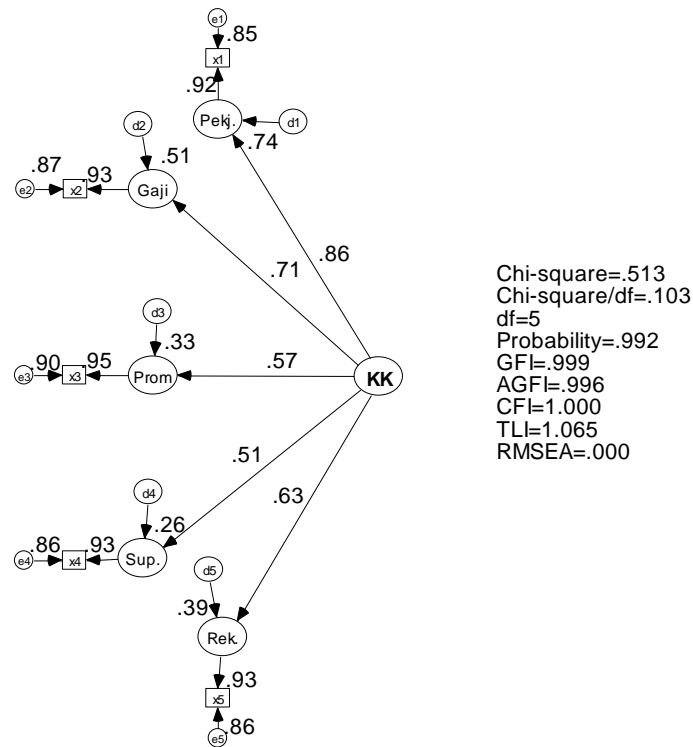 e1
.85
x1
.92
Pekj.
d1
.74
d2
.51
.87
.93
e2
x2
Gaji
.86
.71
d3
.33
.90
.95
.57
e3
x3
Prom
KK
.51
.63
d4
.26
.86
.93
e4
x4
Sup.
d5
.39
Rek.
.93
x5
.86
e5
Chi-square=.513
Chi-square/df=.103
df=5
Probability=.992
GFI=.999
AGFI=.996
CFI=1.000
TLI=1.065
RMSEA=.000